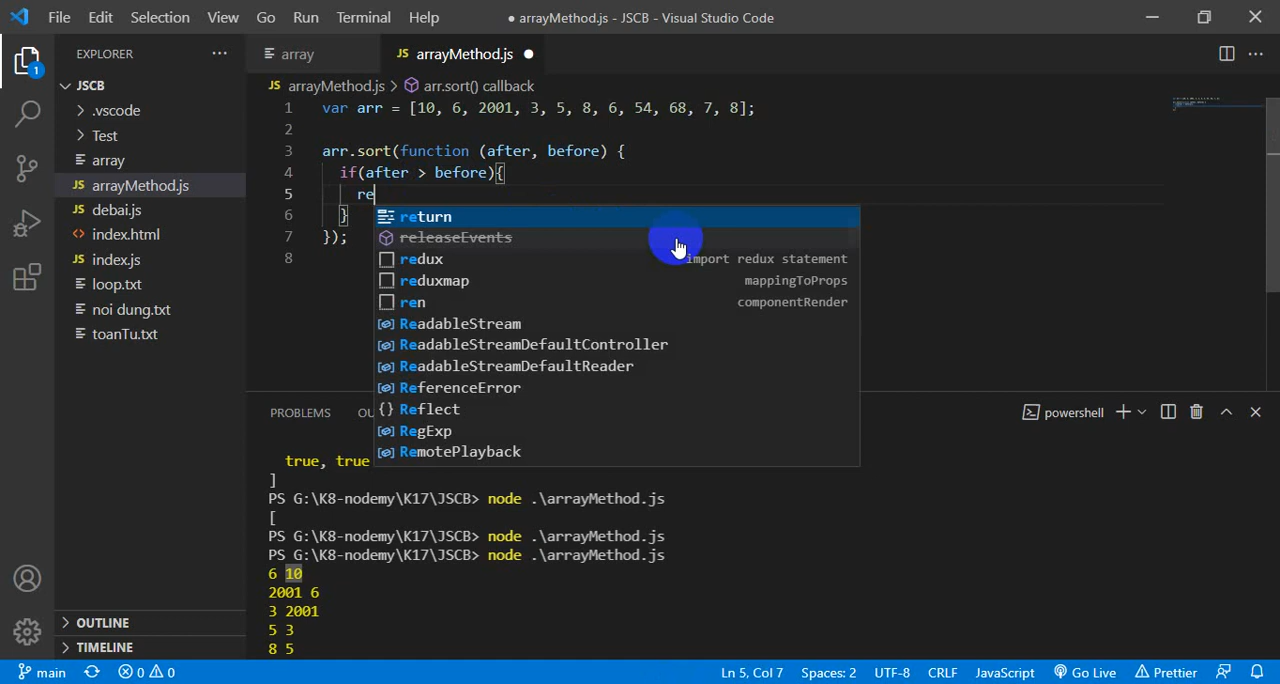 File Edit Selection View Go Run Terminal Help
● arrayMethod.js - JSCB - Visual Studio Code
EXPLORER ···
1
JSCB
.vscode
Test
array
JS arrayMethod.js
JS debai.js
<> index.html
JS index.js
loop.txt
noi dung.txt
toanTu.txt
OUTLINE
TIMELINE
array
JS arrayMethod.js ●
JS arrayMethod.js > arr.sort() callback
1 var arr = [10, 6, 2001, 3, 5, 8, 6, 54, 68, 7, 8];
2
3 arr.sort(function (after, before) {
4 if(after > before){
5 re
6 }
7 });
8
return
releaseEvents
redux import redux statement
reduxmap mappingToProps
ren componentRender
ReadableStream
ReadableStreamDefaultController
ReadableStreamDefaultReader
ReferenceError
{} Reflect
RegExp
RemotePlayback
PROBLEMS OU
powershell
true, true
]
PS G:\K8-nodemy\K17\JSCB> node .\arrayMethod.js
[
PS G:\K8-nodemy\K17\JSCB> node .\arrayMethod.js
PS G:\K8-nodemy\K17\JSCB> node .\arrayMethod.js
6 10
2001 6
3 2001
5 3
8 5
main 0 0 Ln 5, Col 7 Spaces: 2 UTF-8 CRLF JavaScript Go Live Prettier